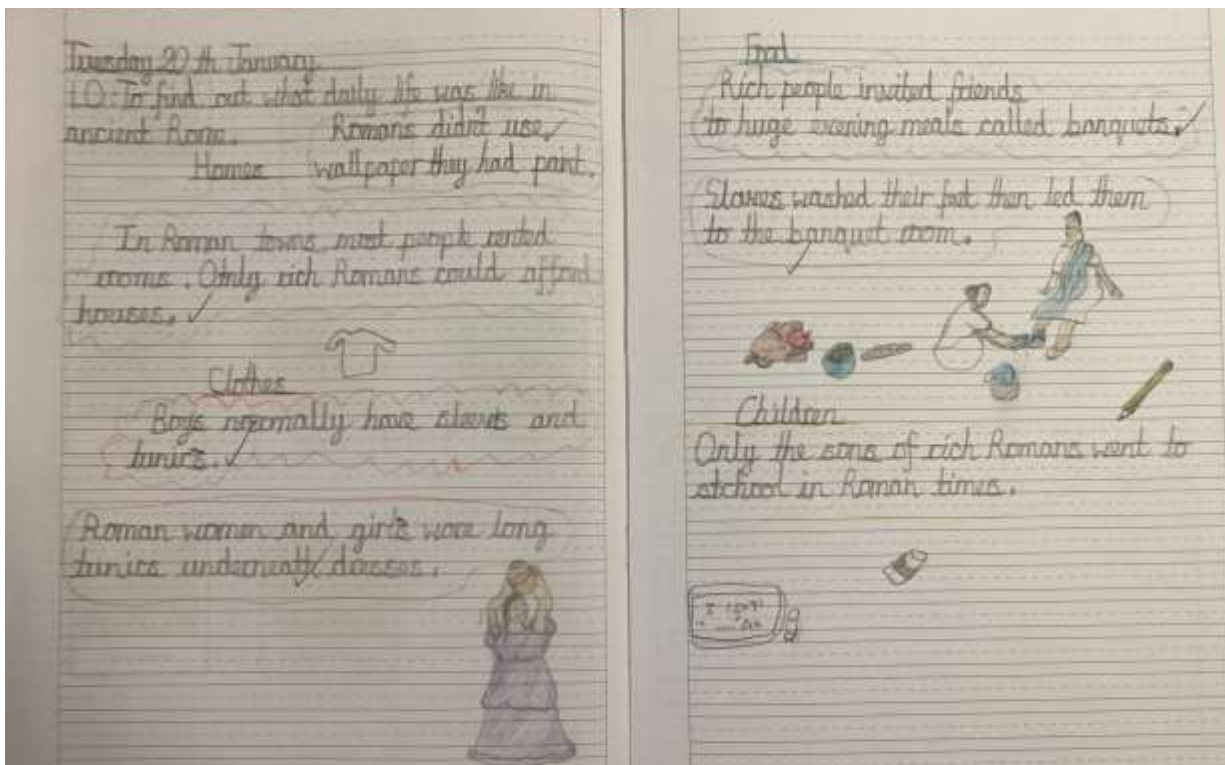 Tuesday 20th January
LO: To find out what daily life was like in
ancient Rome.
Romans didn't use
wallpaper they had paint.
Homes
In Roman towns, most people rented
rooms. Only rich Romans could afford
houses.
Clothes
Boys normally have sleevs and
tunics.
Roman women and girls wore long
tunics underneath dresses.
Food
Rich people invited friends
to huge evening meals called banquets.
Slaves washed their feet then led them
to the banquet room.
Children
Only the sons of rich Romans went to
stchool in Roman times.